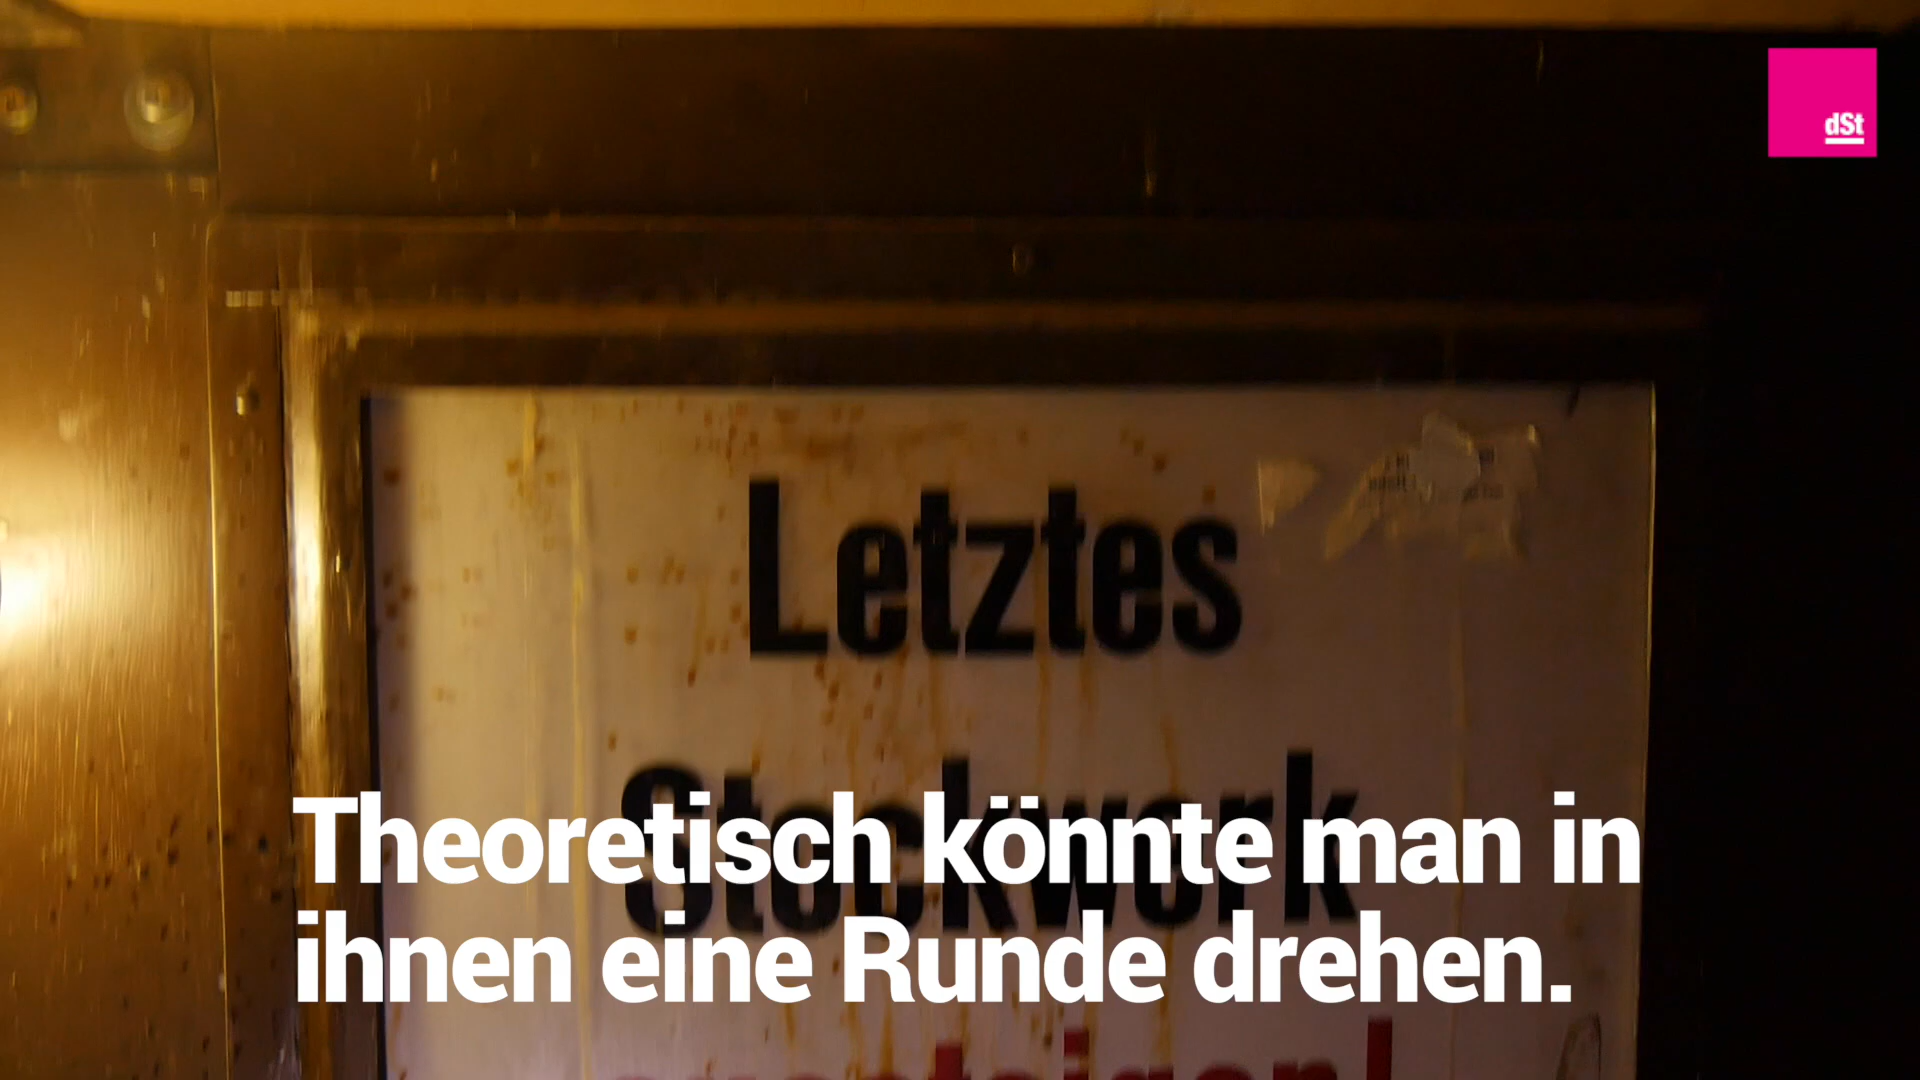 dSt
Letztes
Stockwerk
Theoretisch könnte man in
ihnen eine Runde drehen.